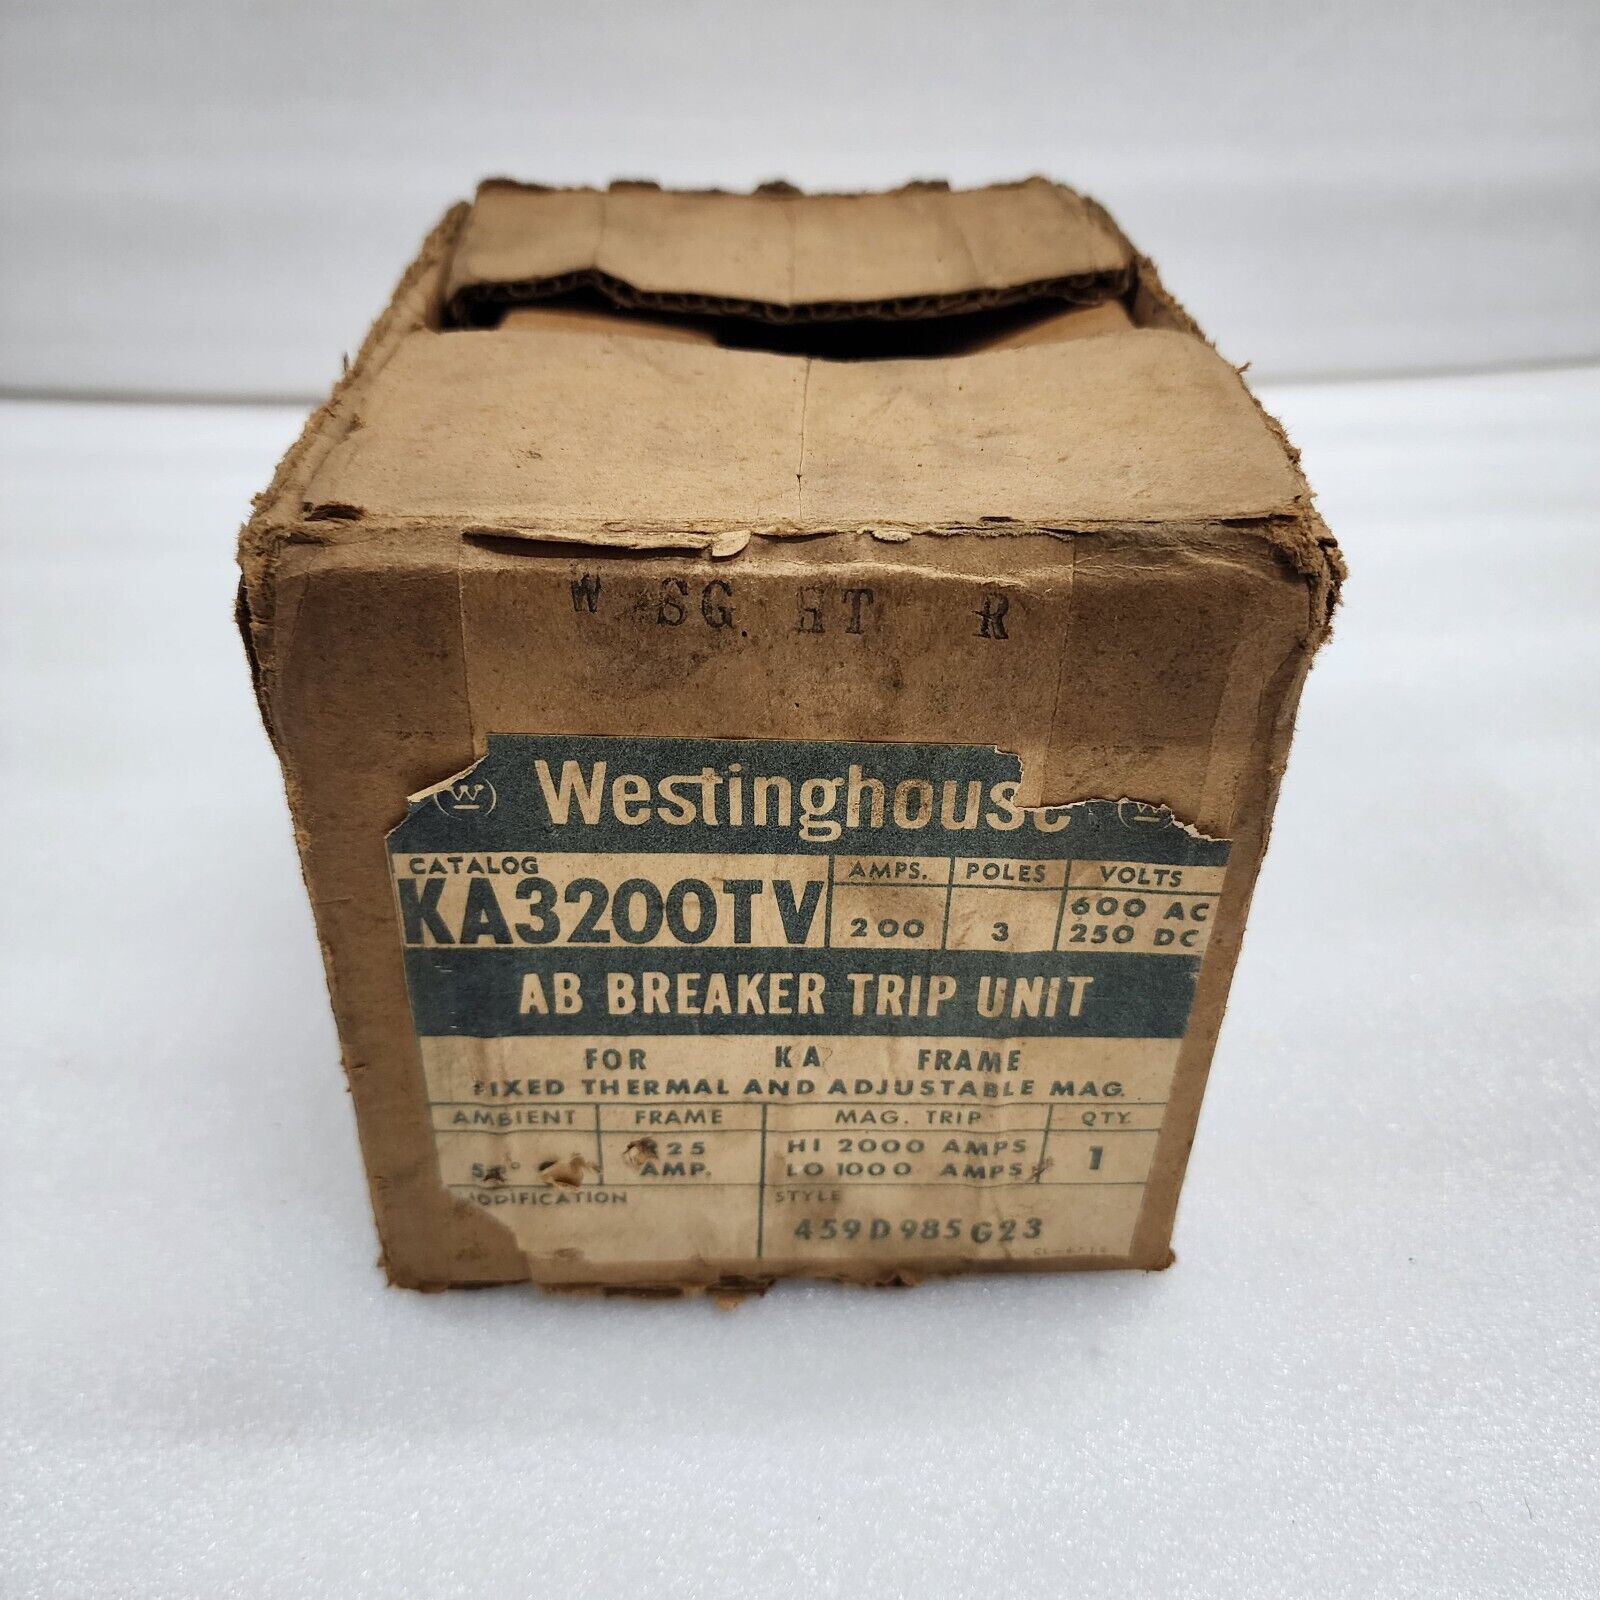 W SG. HT R
Westinghouse
CATALOG AMPS. POLES VOLTS
KA3200TV 200 3 600 AC
250 DC
AB BREAKER TRIP UNIT
FOR KA FRAME
FIXED THERMAL AND ADJUSTABLE MAG.
AMBIENT FRAME MAG. TRIP QTY.
25 HI 2000 AMPS 1
AMP. LO 1000 AMPS
MODIFICATION STYLE
459D985G23